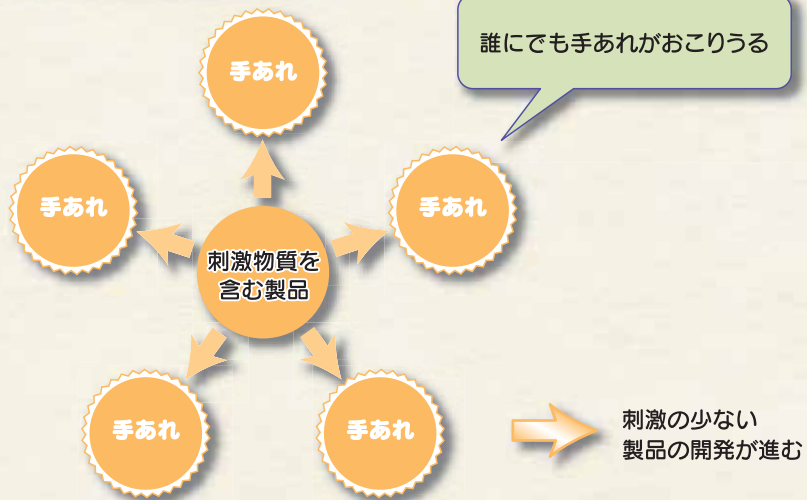 誰にでも手あれがおこりうる
手あれ
手あれ
手あれ
刺激物質を
含む製品
手あれ
手あれ
刺激の少ない
製品の開発が進む